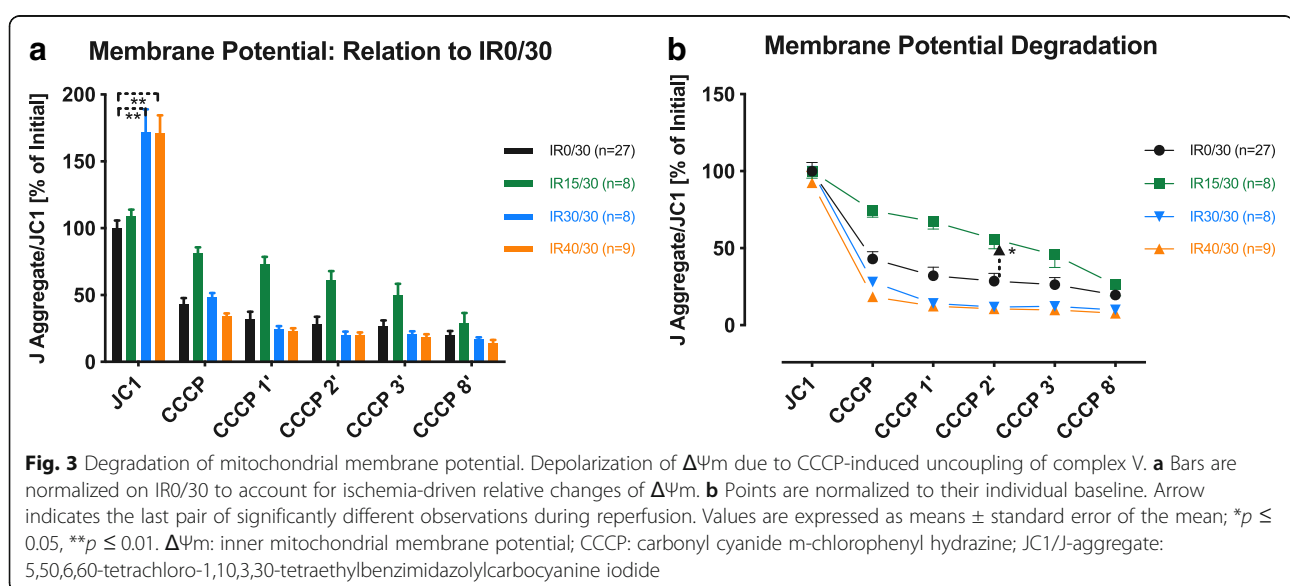 a Membrane Potential: Relation to IR0/30
J Aggregate/JC1 [% of Initial]
200
150
100
50
0
**
**
JC1
CCCP
CCCP 1'
CCCP 2'
CCCP 3'
CCCP 8'
IR0/30 (n=27)
IR15/30 (n=8)
IR30/30 (n=8)
IR40/30 (n=9)
b Membrane Potential Degradation
J Aggregate/JC1 [% of Initial]
150
100
50
0
*
JC1
CCCP
CCCP 1'
CCCP 2'
CCCP 3'
CCCP 8'
IR0/30 (n=27)
IR15/30 (n=8)
IR30/30 (n=8)
IR40/30 (n=9)
Fig. 3 Degradation of mitochondrial membrane potential. Depolarization of ΔΨm due to CCCP-induced uncoupling of complex V. a Bars are
normalized on IR0/30 to account for ischemia-driven relative changes of ΔΨm. b Points are normalized to their individual baseline. Arrow
indicates the last pair of significantly different observations during reperfusion. Values are expressed as means ± standard error of the mean; *p ≤
0.05, **p ≤ 0.01. ΔΨm: inner mitochondrial membrane potential; CCCP: carbonyl cyanide m-chlorophenyl hydrazine; JC1/J-aggregate:
5,50,6,60-tetrachloro-1,10,3,30-tetraethylbenzimidazolylcarbocyanine iodide